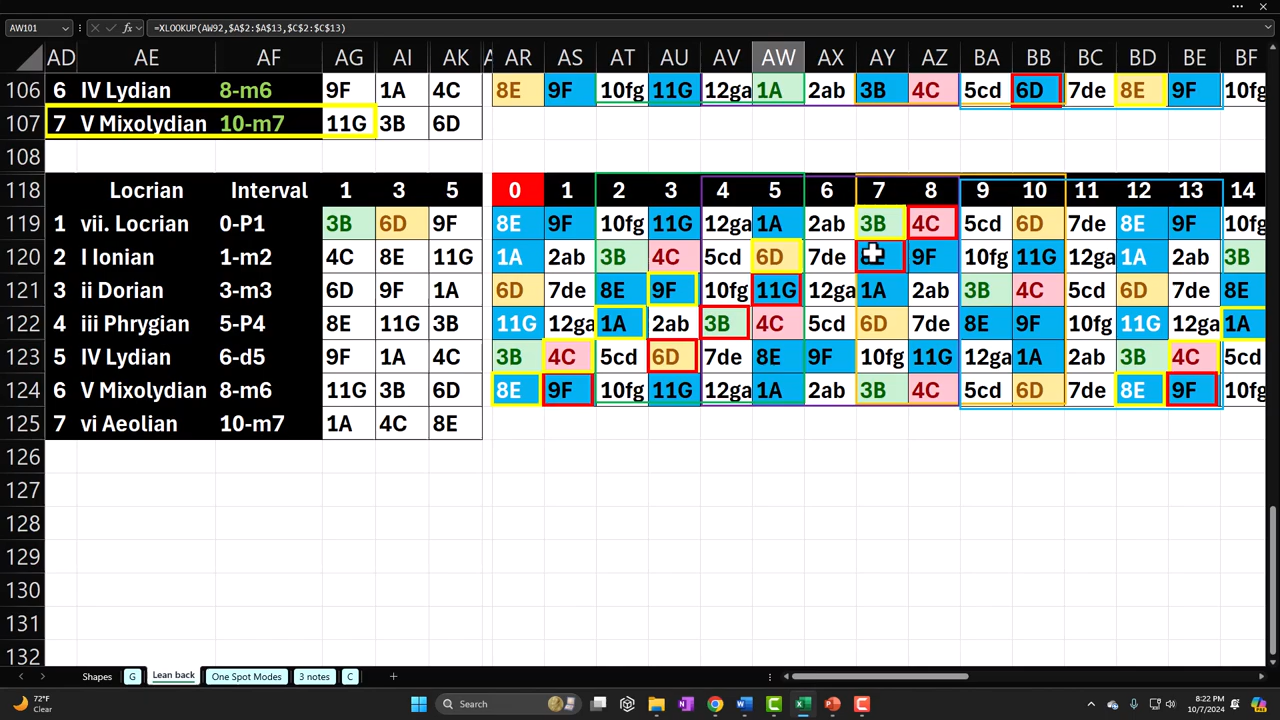 AW101 fx =XLOOKUP(AW92,$A$2:$A$13,$C$2:$C$13)
AD AE AF AG AI AK AR AS AT AU AV AW AX AY AZ BA BB BC BD BE BF
106 6 IV Lydian 8-m6 9F 1A 4C 8E 9F 10fg 11G 12ga 1A 2ab 3B 4C 5cd 6D 7de 8E 9F 10fg
107 7 V Mixolydian 10-m7 11G 3B 6D
108
118 Locrian Interval 1 3 5 0 1 2 3 4 5 6 7 8 9 10 11 12 13 14
119 1 vii. Locrian 0-P1 3B 6D 9F 8E 9F 10fg 11G 12ga 1A 2ab 3B 4C 5cd 6D 7de 8E 9F 10fg
120 2 I Ionian 1-m2 4C 8E 11G 1A 2ab 3B 4C 5cd 6D 7de 9F 10fg 11G 12ga 1A 2ab 3B
121 3 ii Dorian 3-m3 6D 9F 1A 6D 7de 8E 9F 10fg 11G 12ga 1A 2ab 3B 4C 5cd 6D 7de 8E
122 4 iii Phrygian 5-P4 8E 11G 3B 11G 12ga 1A 2ab 3B 4C 5cd 6D 7de 8E 9F 10fg 11G 12ga 1A
123 5 IV Lydian 6-d5 9F 1A 4C 3B 4C 5cd 6D 7de 8E 9F 10fg 11G 12ga 1A 2ab 3B 4C 5cd
124 6 V Mixolydian 8-m6 11G 3B 6D 8E 9F 10fg 11G 12ga 1A 2ab 3B 4C 5cd 6D 7de 8E 9F 10fg
125 7 vi Aeolian 10-m7 1A 4C 8E
126
127
128
129
130
131
132
Shapes G Lean back One Spot Modes 3 notes C
72°F
Clear
Search
8:22 PM
10/7/2024